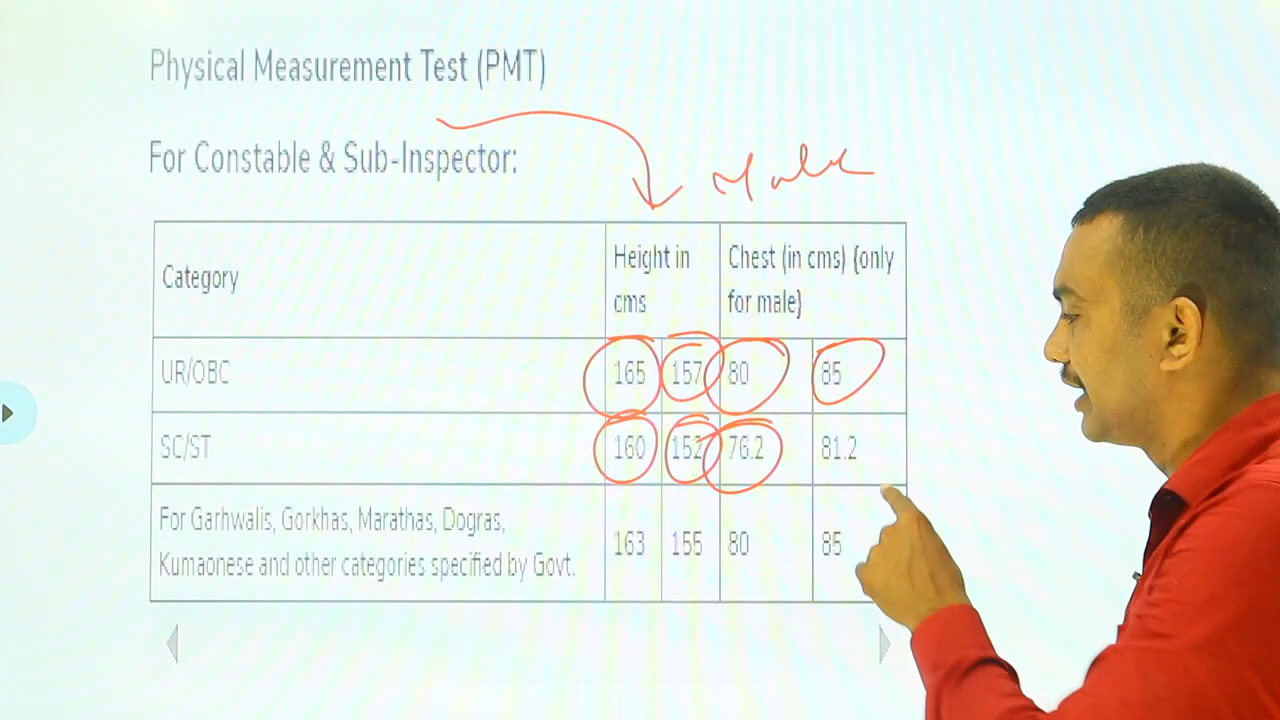 Physical Measurement Test (PMT)
For Constable & Sub-Inspector:
Male
Category
Height in
cms
Chest (in cms) {only
for male}
UR/OBC 165 157 80 85
SC/ST 160 152 76.2 81.2
For Garhwalis, Gorkhas, Marathas, Dogras,
Kumaonese and other categories specified by Govt.
163 155 80 85